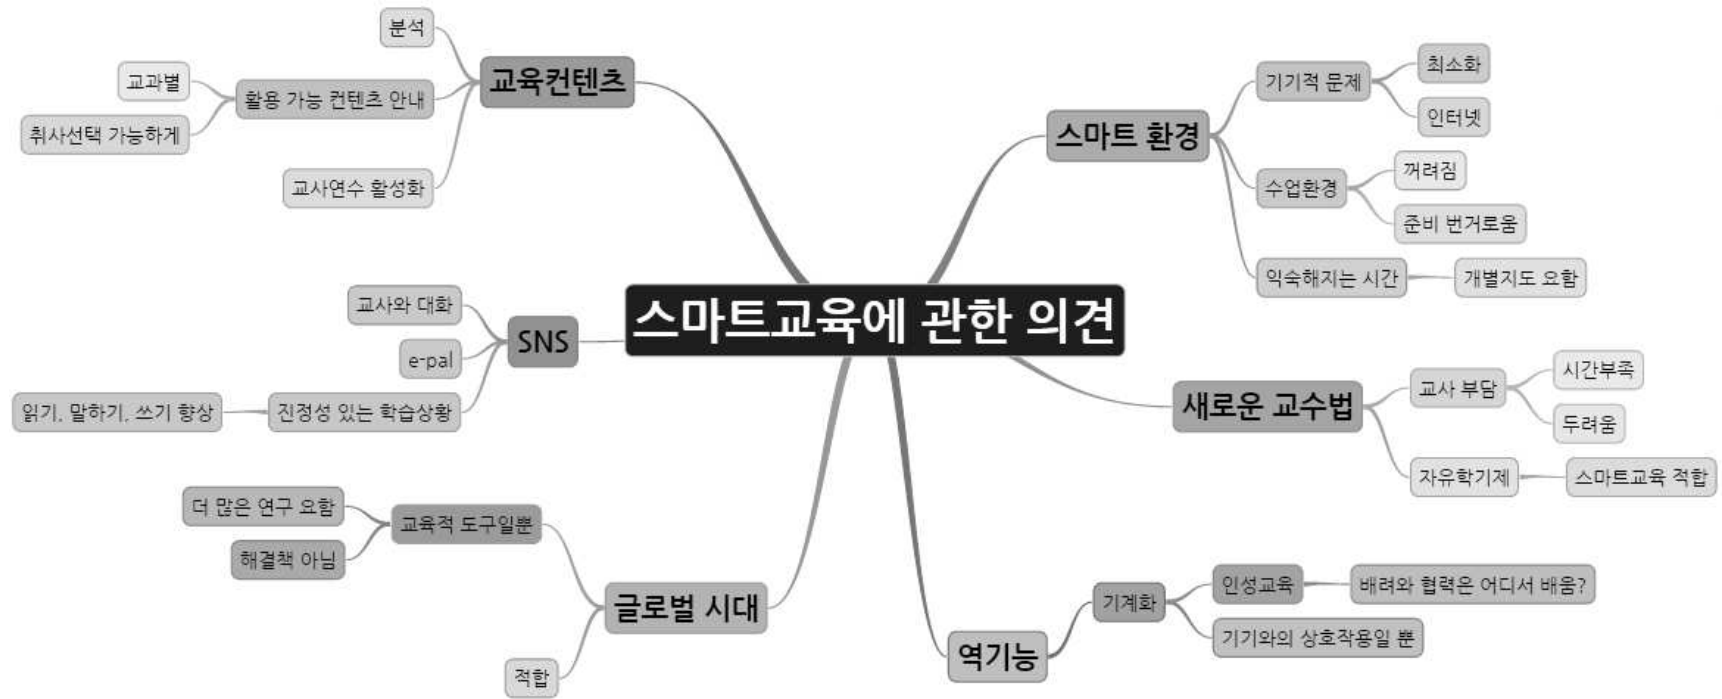 스마트교육에 관한 의견
교육컨텐츠
분석
활용 가능 컨텐츠 안내
교과별
취사선택 가능하게
교사연수 활성화
SNS
교사와 대화
e-pal
진정성 있는 학습상황
읽기, 말하기, 쓰기 향상
글로벌 시대
교육적 도구일뿐
더 많은 연구 요함
해결책 아님
적합
스마트 환경
기기적 문제
최소화
인터넷
수업환경
꺼려짐
준비 번거로움
익숙해지는 시간
개별지도 요함
새로운 교수법
교사 부담
시간부족
두려움
자유학기제
스마트교육 적합
역기능
기계화
인성교육
배려와 협력은 어디서 배움?
기기와의 상호작용일 뿐